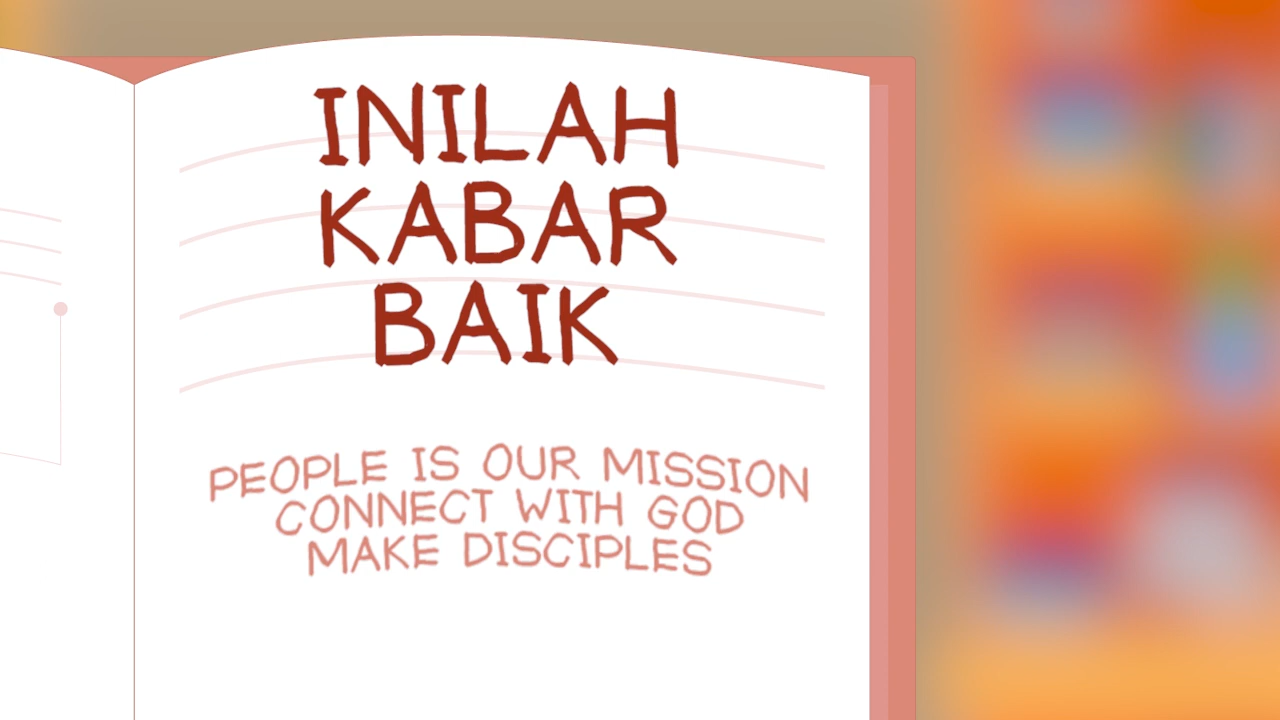 INILAH
KABAR
BAIK
PEOPLE IS OUR MISSION
CONNECT WITH GOD
MAKE DISCIPLES